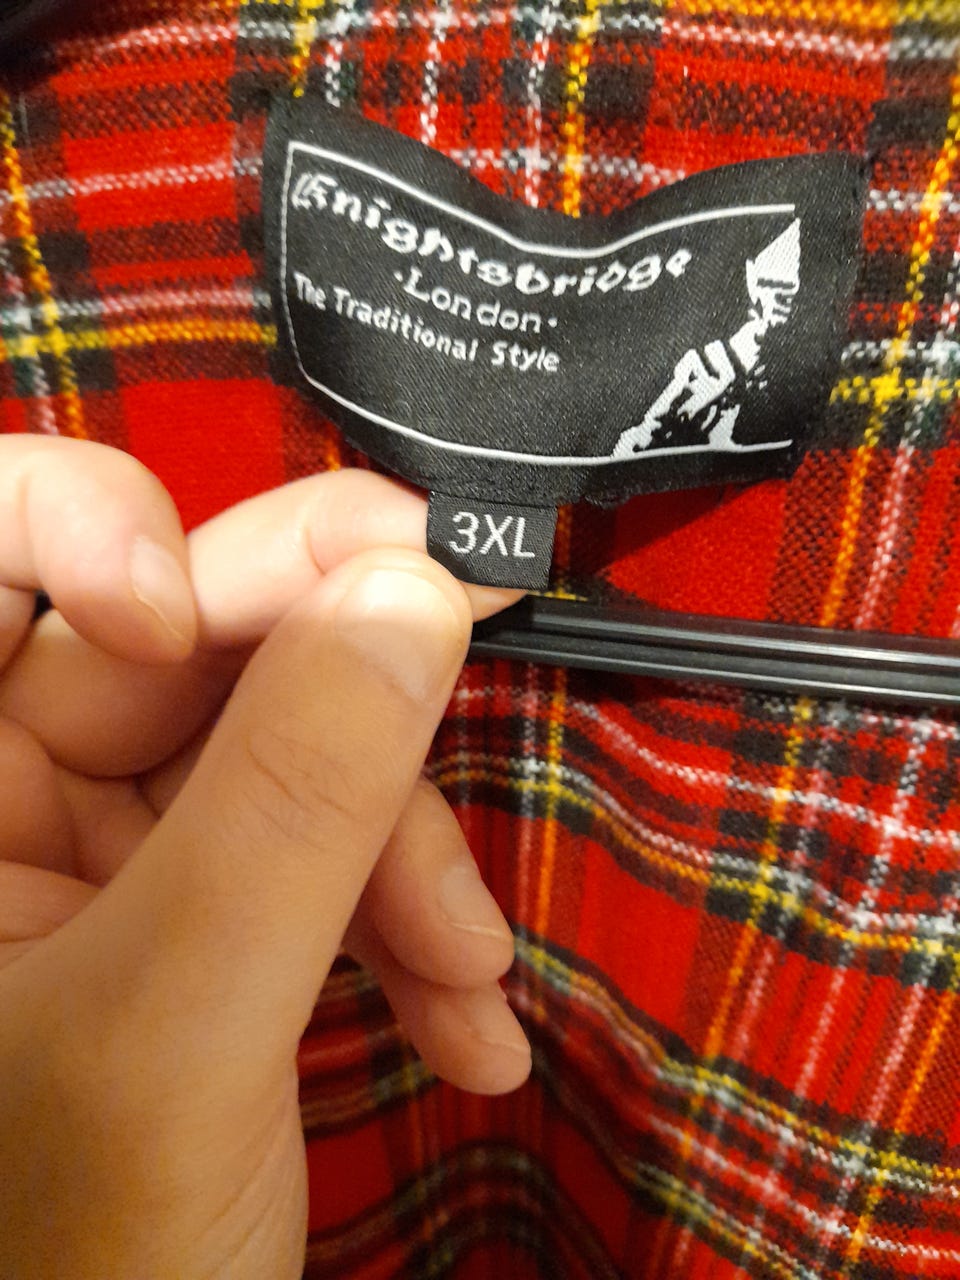 Knightsbridge
·London·
The Traditional Style
3XL